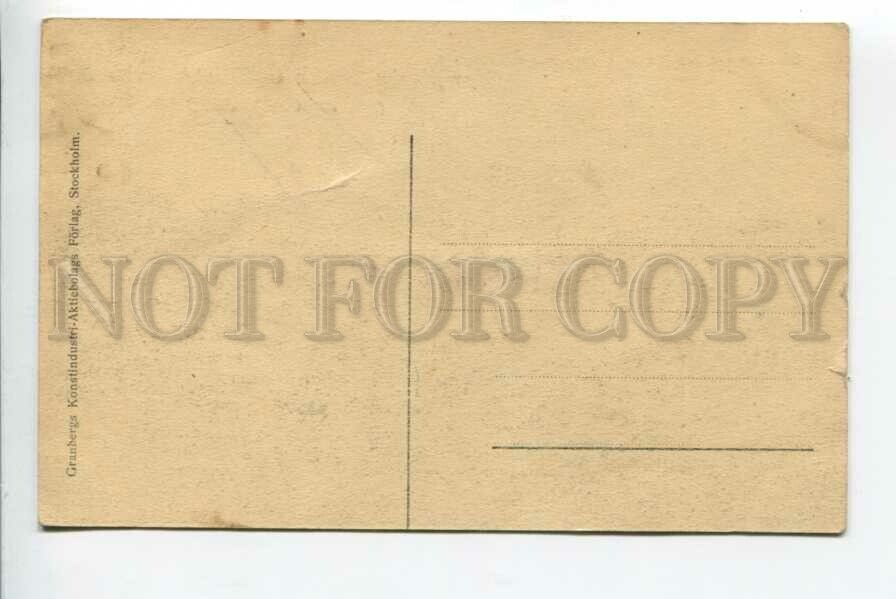 Granbergs Konstindustri-Aktiebolags Förlag, Stockholm.
NOT FOR COPY